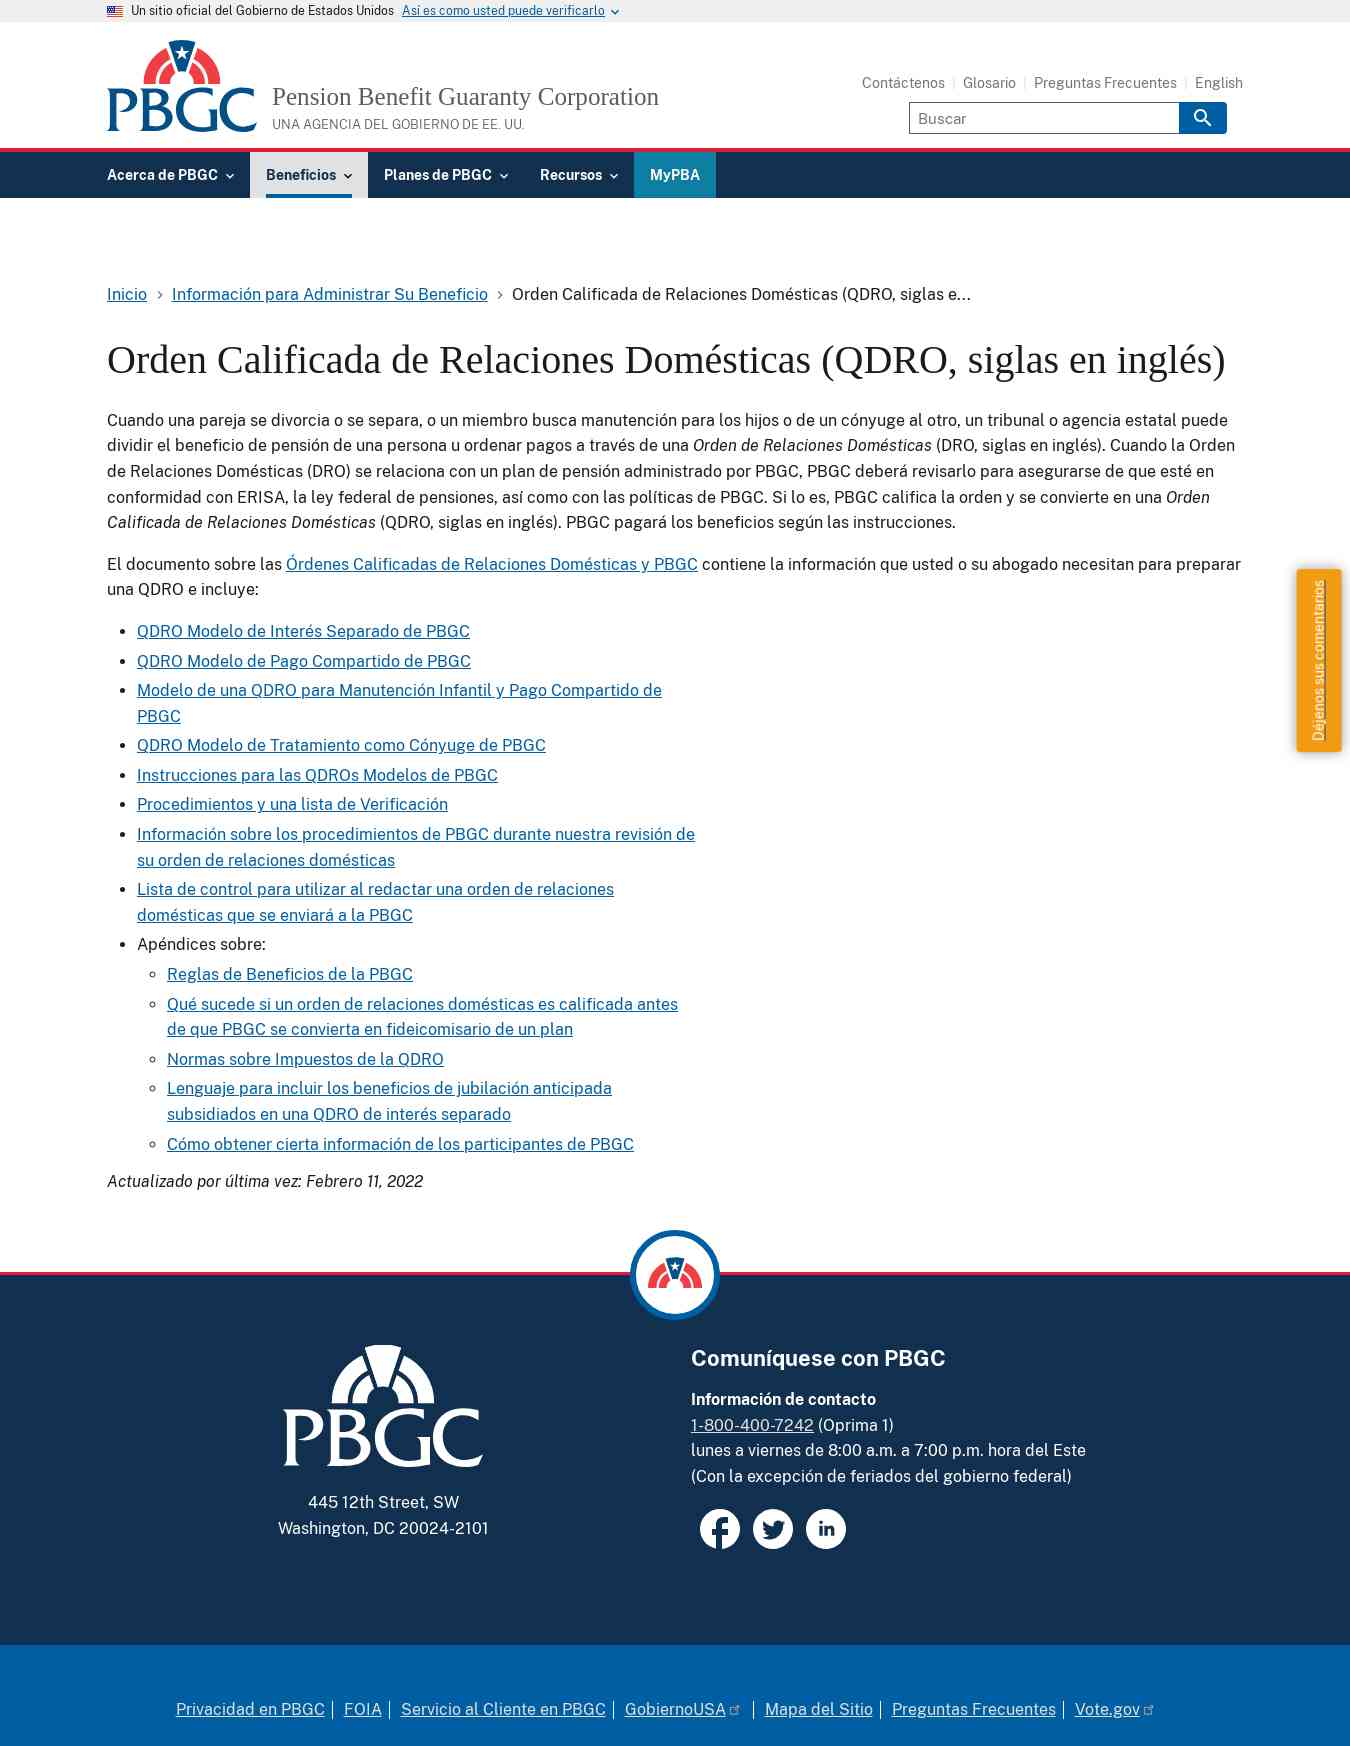 Un sitio oficial del Gobierno de Estados Unidos Así es como usted puede verificarlo
PBGC
Pension Benefit Guaranty Corporation
UNA AGENCIA DEL GOBIERNO DE EE. UU.
Contáctenos | Glosario | Preguntas Frecuentes | English
Buscar
Acerca de PBGC Beneficios Planes de PBGC Recursos MyPBA
Inicio > Información para Administrar Su Beneficio > Orden Calificada de Relaciones Domésticas (QDRO, siglas e...
Orden Calificada de Relaciones Domésticas (QDRO, siglas en inglés)
Cuando una pareja se divorcia o se separa, o un miembro busca manutención para los hijos o de un cónyuge al otro, un tribunal o agencia estatal puede
dividir el beneficio de pensión de una persona u ordenar pagos a través de una Orden de Relaciones Domésticas (DRO, siglas en inglés). Cuando la Orden
de Relaciones Domésticas (DRO) se relaciona con un plan de pensión administrado por PBGC, PBGC deberá revisarlo para asegurarse de que esté en
conformidad con ERISA, la ley federal de pensiones, así como con las políticas de PBGC. Si lo es, PBGC califica la orden y se convierte en una Orden
Calificada de Relaciones Domésticas (QDRO, siglas en inglés). PBGC pagará los beneficios según las instrucciones.
El documento sobre las Órdenes Calificadas de Relaciones Domésticas y PBGC contiene la información que usted o su abogado necesitan para preparar
una QDRO e incluye:
• QDRO Modelo de Interés Separado de PBGC
• QDRO Modelo de Pago Compartido de PBGC
• Modelo de una QDRO para Manutención Infantil y Pago Compartido de
PBGC
• QDRO Modelo de Tratamiento como Cónyuge de PBGC
• Instrucciones para las QDROs Modelos de PBGC
• Procedimientos y una lista de Verificación
• Información sobre los procedimientos de PBGC durante nuestra revisión de
su orden de relaciones domésticas
• Lista de control para utilizar al redactar una orden de relaciones
domésticas que se enviará a la PBGC
• Apéndices sobre:
◦ Reglas de Beneficios de la PBGC
◦ Qué sucede si un orden de relaciones domésticas es calificada antes
de que PBGC se convierta en fideicomisario de un plan
◦ Normas sobre Impuestos de la QDRO
◦ Lenguaje para incluir los beneficios de jubilación anticipada
subsidiados en una QDRO de interés separado
◦ Cómo obtener cierta información de los participantes de PBGC
Actualizado por última vez: Febrero 11, 2022
Déjenos sus comentarios
PBGC
445 12th Street, SW
Washington, DC 20024-2101
Comuníquese con PBGC
Información de contacto
1-800-400-7242 (Oprima 1)
lunes a viernes de 8:00 a.m. a 7:00 p.m. hora del Este
(Con la excepción de feriados del gobierno federal)
Privacidad en PBGC | FOIA | Servicio al Cliente en PBGC | GobiernoUSA | Mapa del Sitio | Preguntas Frecuentes | Vote.gov